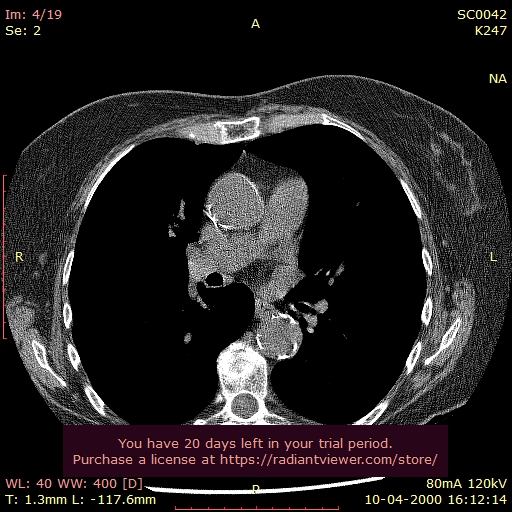 Im: 4/19
Se: 2
A
SC0042
K247
NA
R
L
You have 20 days left in your trial period.
Purchase a license at https://radiantviewer.com/store/
P
WL: 40 WW: 400 [D]
T: 1.3mm L: -117.6mm
80mA 120kV
10-04-2000 16:12:14